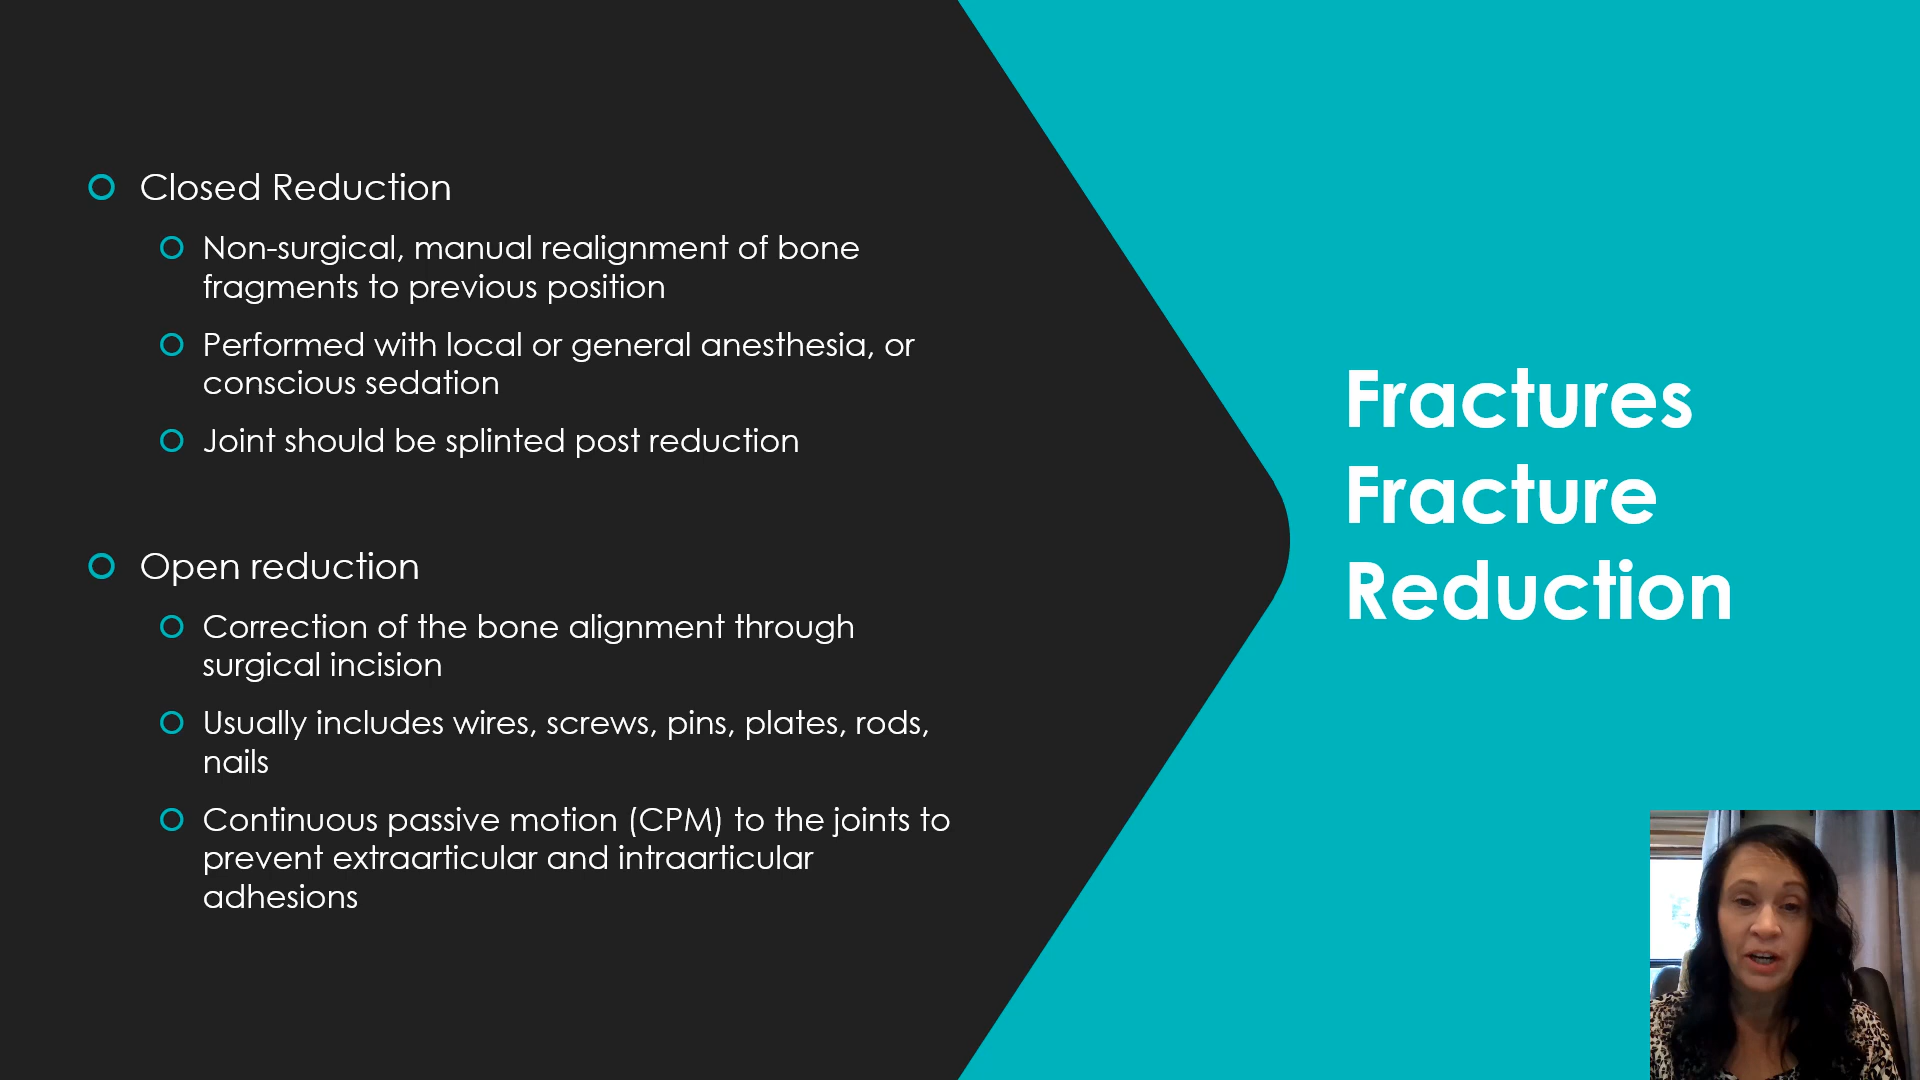 Closed Reduction
Non-surgical, manual realignment of bone
fragments to previous position
Performed with local or general anesthesia, or
conscious sedation
Joint should be splinted post reduction
Open reduction
Correction of the bone alignment through
surgical incision
Usually includes wires, screws, pins, plates, rods,
nails
Continuous passive motion (CPM) to the joints to
prevent extraarticular and intraarticular
adhesions
Fractures
Fracture
Reduction